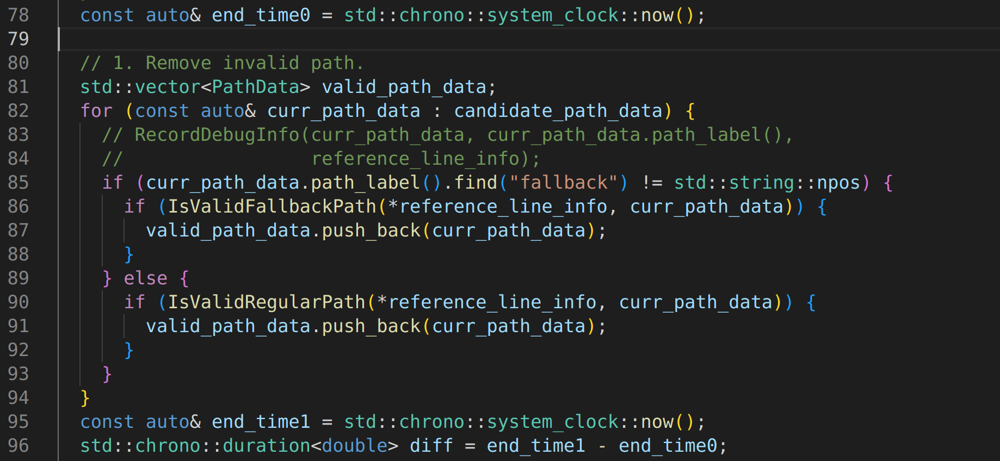 78 const auto& end_time0 = std::chrono::system_clock::now();
79
80 // 1. Remove invalid path.
81 std::vector<PathData> valid_path_data;
82 for (const auto& curr_path_data : candidate_path_data) {
83 // RecordDebugInfo(curr_path_data, curr_path_data.path_label(),
84 //                 reference_line_info);
85 if (curr_path_data.path_label().find("fallback") != std::string::npos) {
86 if (IsValidFallbackPath(*reference_line_info, curr_path_data)) {
87 valid_path_data.push_back(curr_path_data);
88 }
89 } else {
90 if (IsValidRegularPath(*reference_line_info, curr_path_data)) {
91 valid_path_data.push_back(curr_path_data);
92 }
93 }
94 }
95 const auto& end_time1 = std::chrono::system_clock::now();
96 std::chrono::duration<double> diff = end_time1 - end_time0;